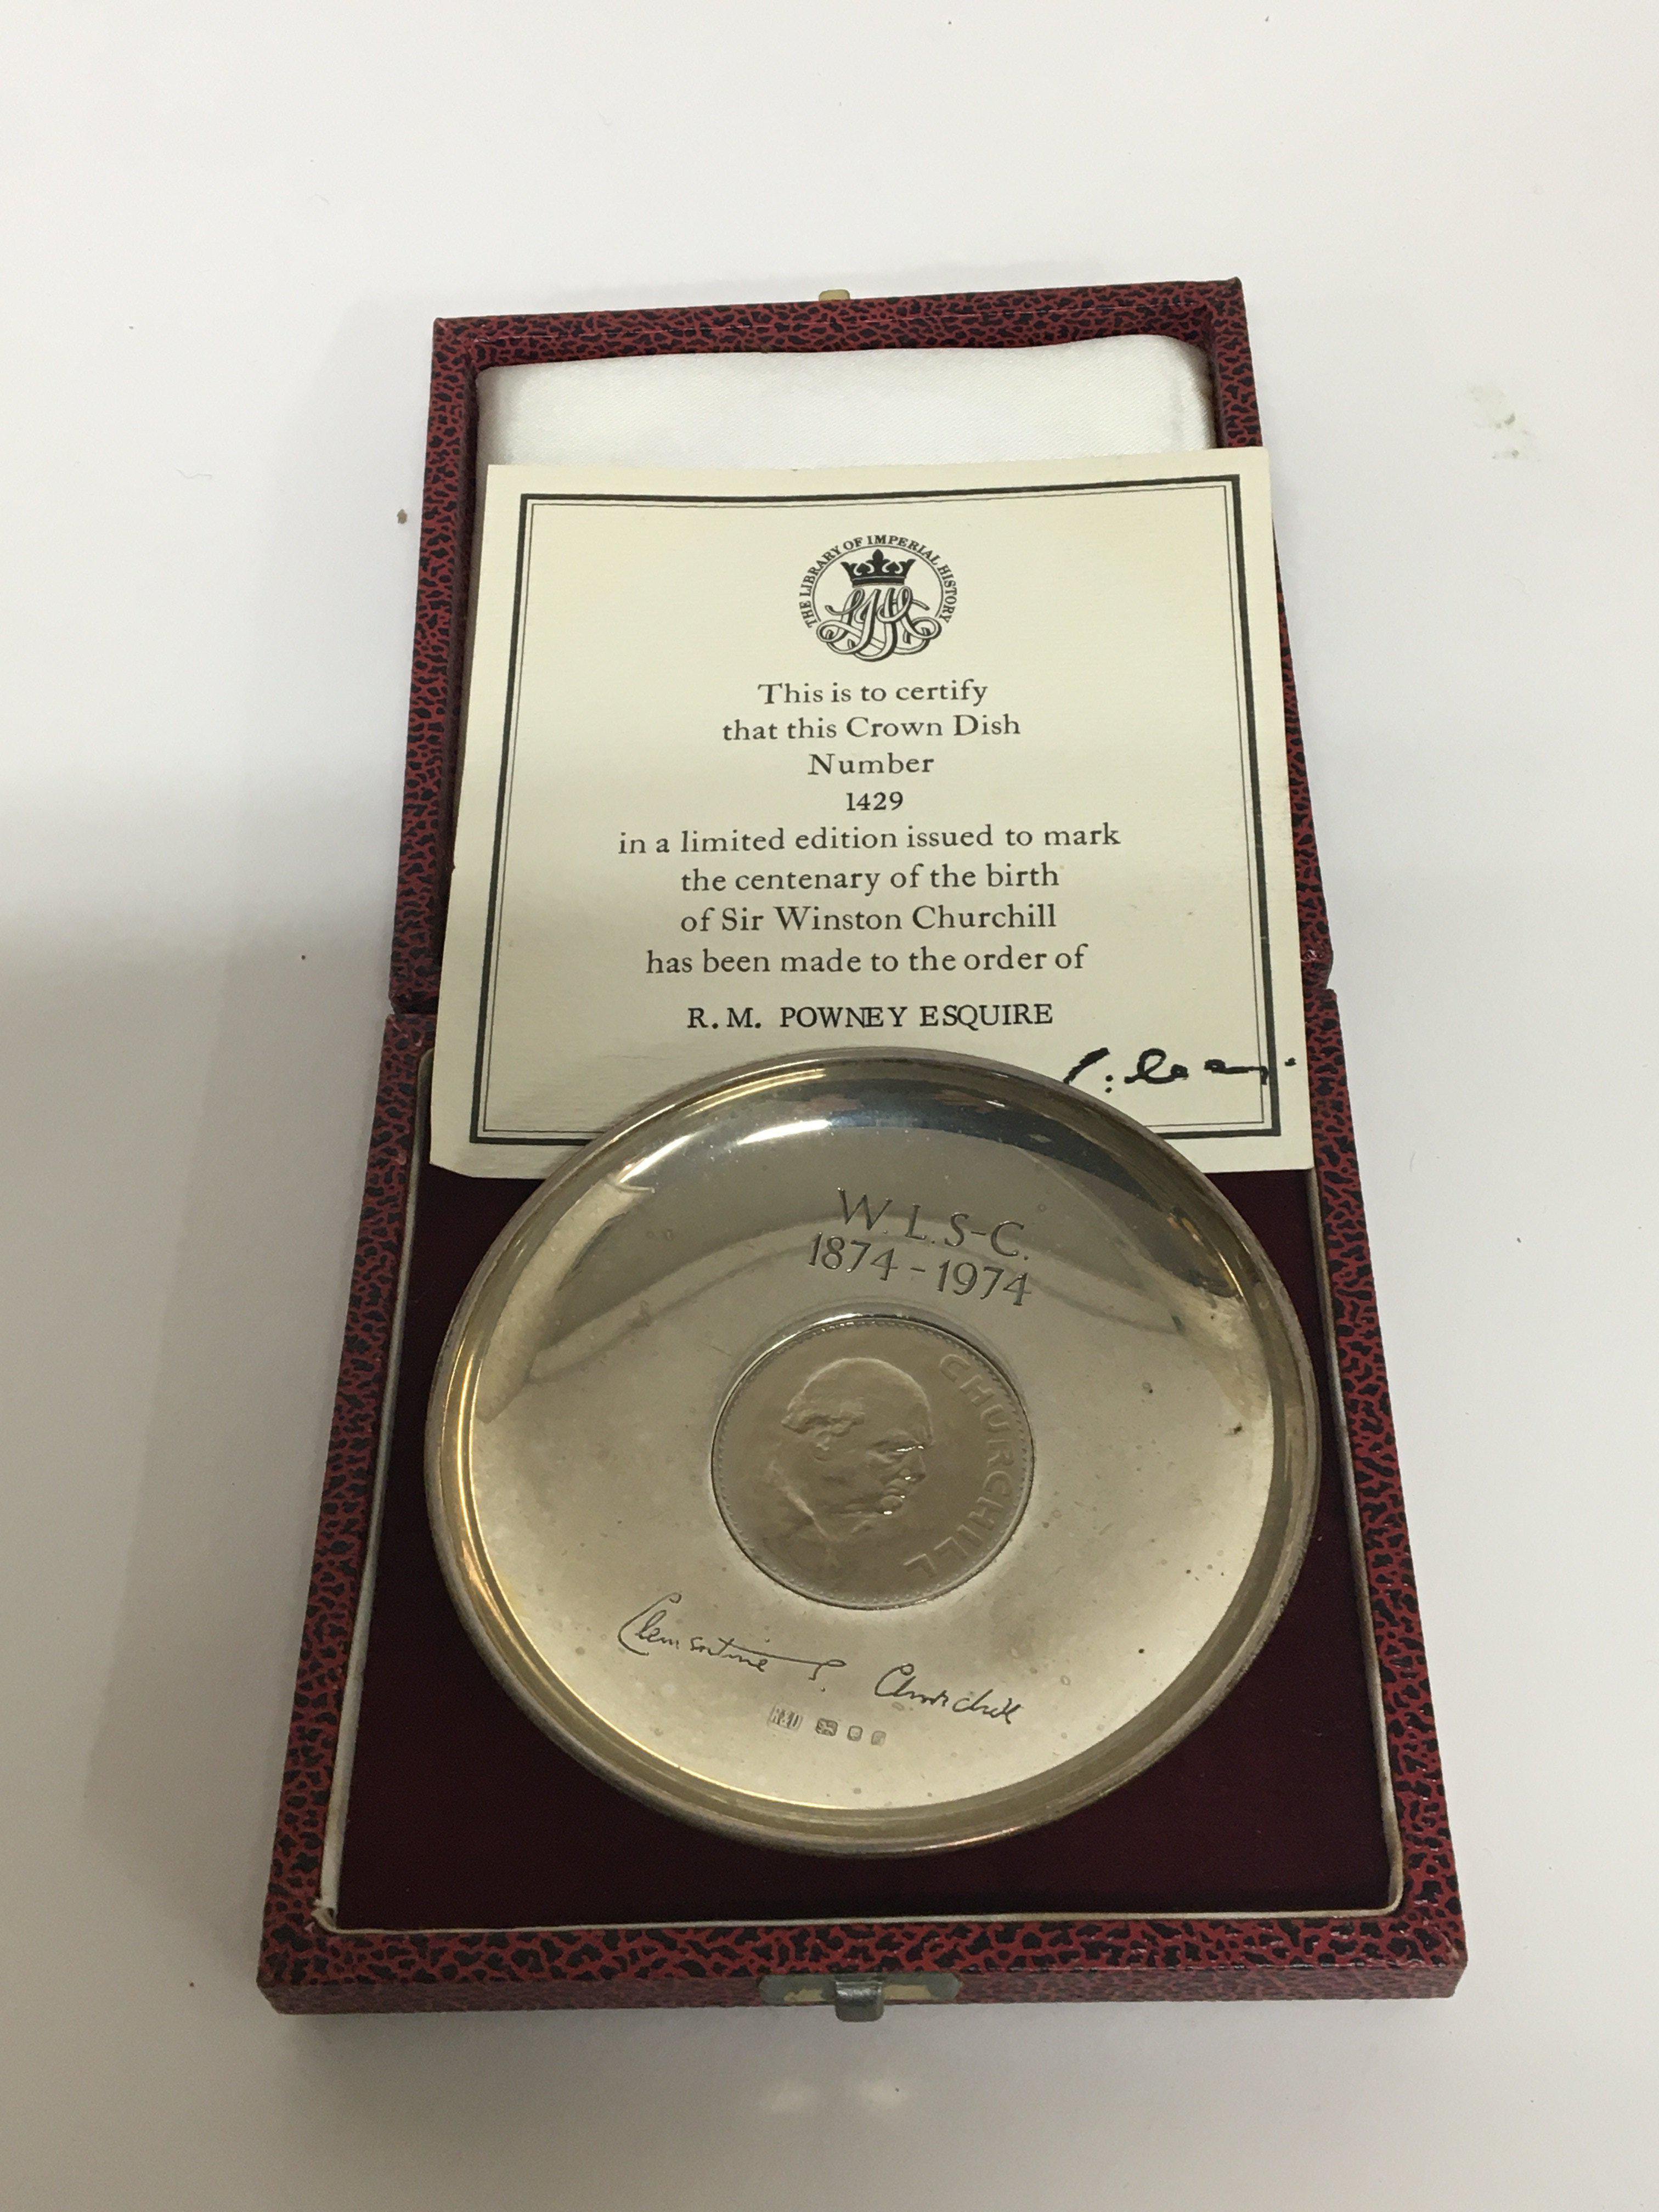 THE LIBRARY OF IMPERIAL HISTORY
This is to certify
that this Crown Dish
Number
1429
in a limited edition issued to mark
the centenary of the birth
of Sir Winston Churchill
has been made to the order of
R. M. POWNEY ESQUIRE
W. L. S-C.
1874 - 1974
CHURCHILL
Clementine S. Churchill